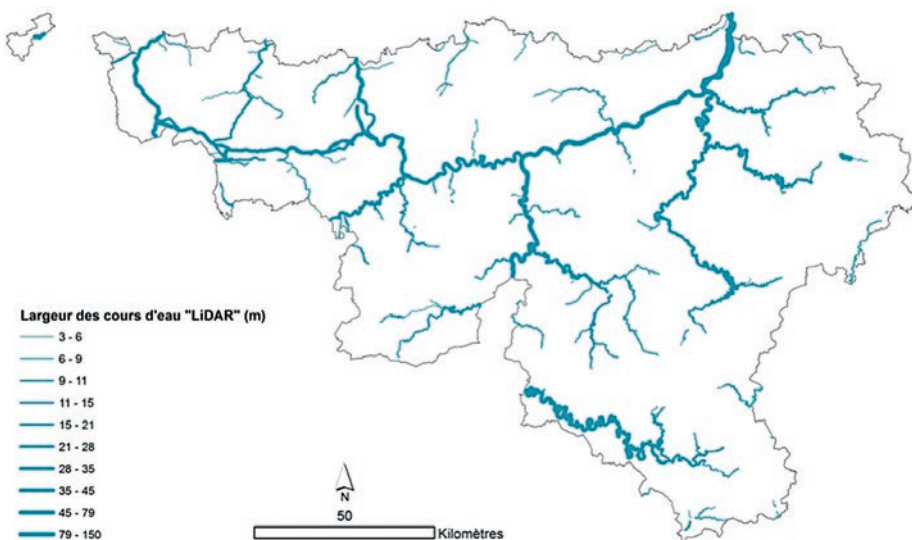 Largeur des cours d'eau "LiDAR" (m)
3 - 6
6 - 9
9 - 11
11 - 15
15 - 21
21 - 28
28 - 35
35 - 45
45 - 79
79 - 150
N
50
Kilomètres